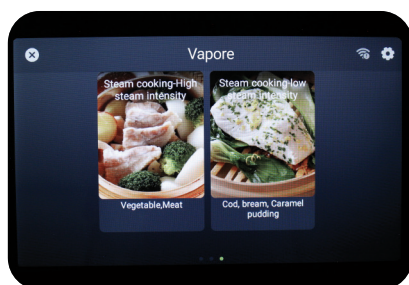 Vapore
Steam cooking-High
steam intensity
Steam cooking-low
steam intensity
Vegetable,Meat
Cod, bream, Caramel
pudding